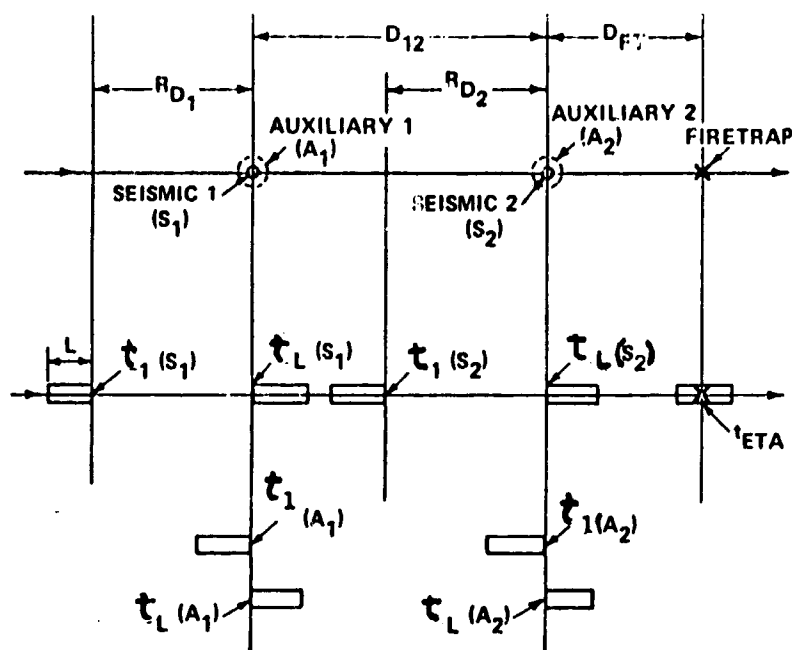 D12
DFT
RD1
RD2
AUXILIARY 1
(A1)
AUXILIARY 2
(A2)
FIRETRAP
SEISMIC 1
(S1)
SEISMIC 2
(S2)
L
t1 (S1)
tL (S1)
t1 (S2)
tL (S2)
tETA
t1
(A1)
t1(A2)
tL (A1)
tL (A2)